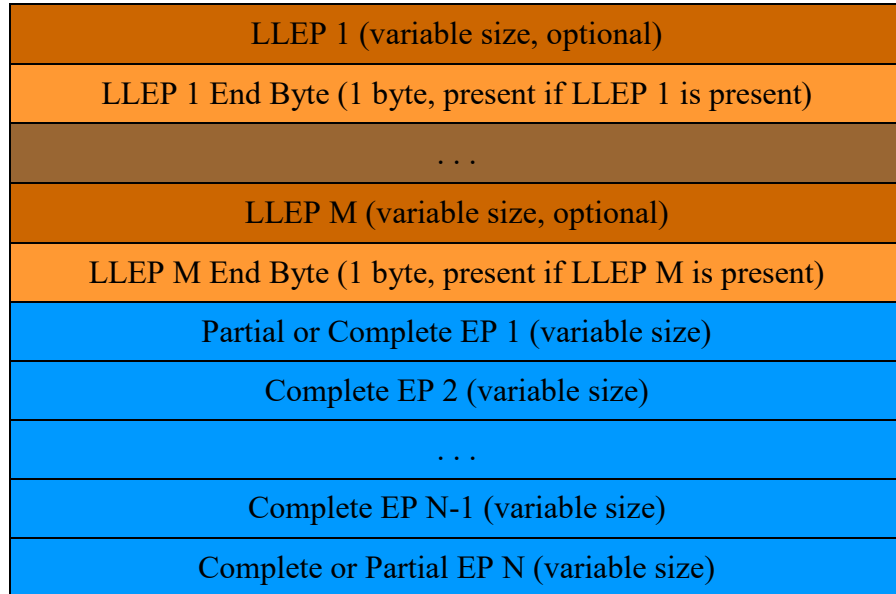 LLEP 1 (variable size, optional)
LLEP 1 End Byte (1 byte, present if LLEP 1 is present)
. . .
LLEP M (variable size, optional)
LLEP M End Byte (1 byte, present if LLEP M is present)
Partial or Complete EP 1 (variable size)
Complete EP 2 (variable size)
. . .
Complete EP N-1 (variable size)
Complete or Partial EP N (variable size)